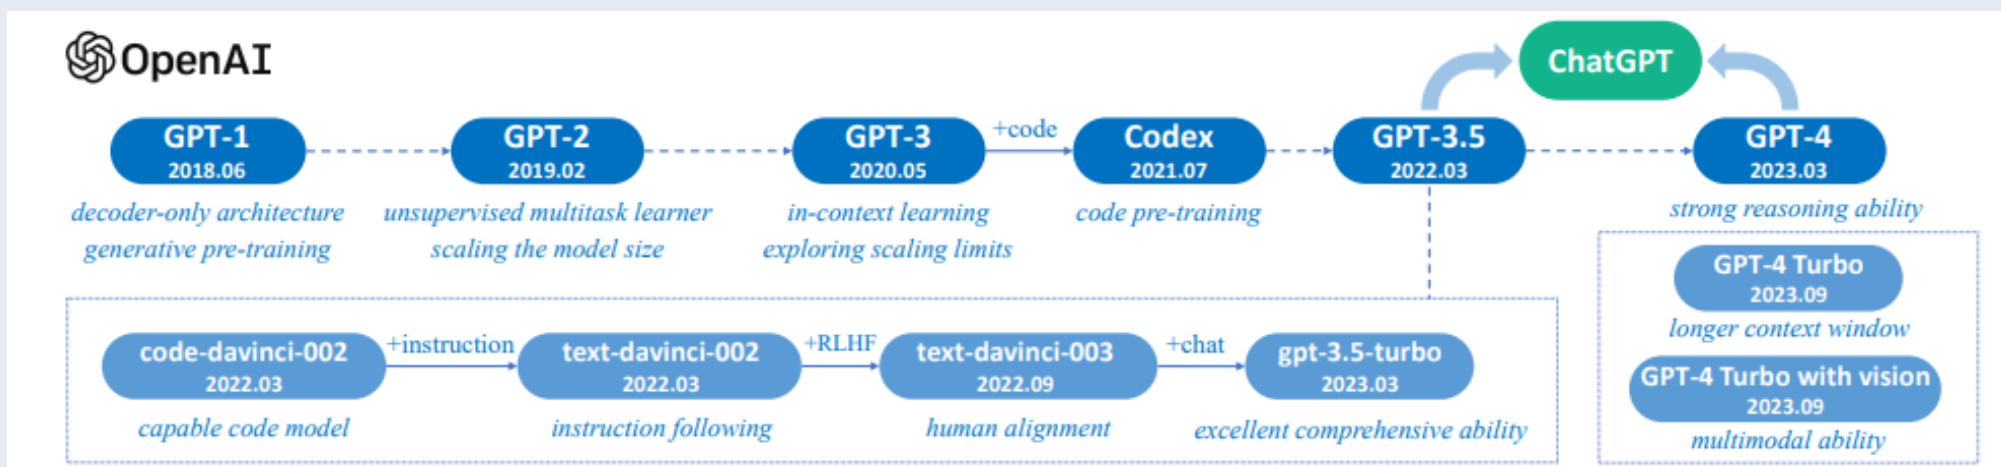 OpenAI
ChatGPT
GPT-1
2018.06
GPT-2
2019.02
GPT-3
2020.05
+code
Codex
2021.07
GPT-3.5
2022.03
GPT-4
2023.03
decoder-only architecture
generative pre-training
unsupervised multitask learner
scaling the model size
in-context learning
exploring scaling limits
code pre-training
strong reasoning ability
GPT-4 Turbo
2023.09
longer context window
GPT-4 Turbo with vision
2023.09
multimodal ability
code-davinci-002
2022.03
+instruction
text-davinci-002
2022.03
+RLHF
text-davinci-003
2022.09
+chat
gpt-3.5-turbo
2023.03
capable code model
instruction following
human alignment
excellent comprehensive ability